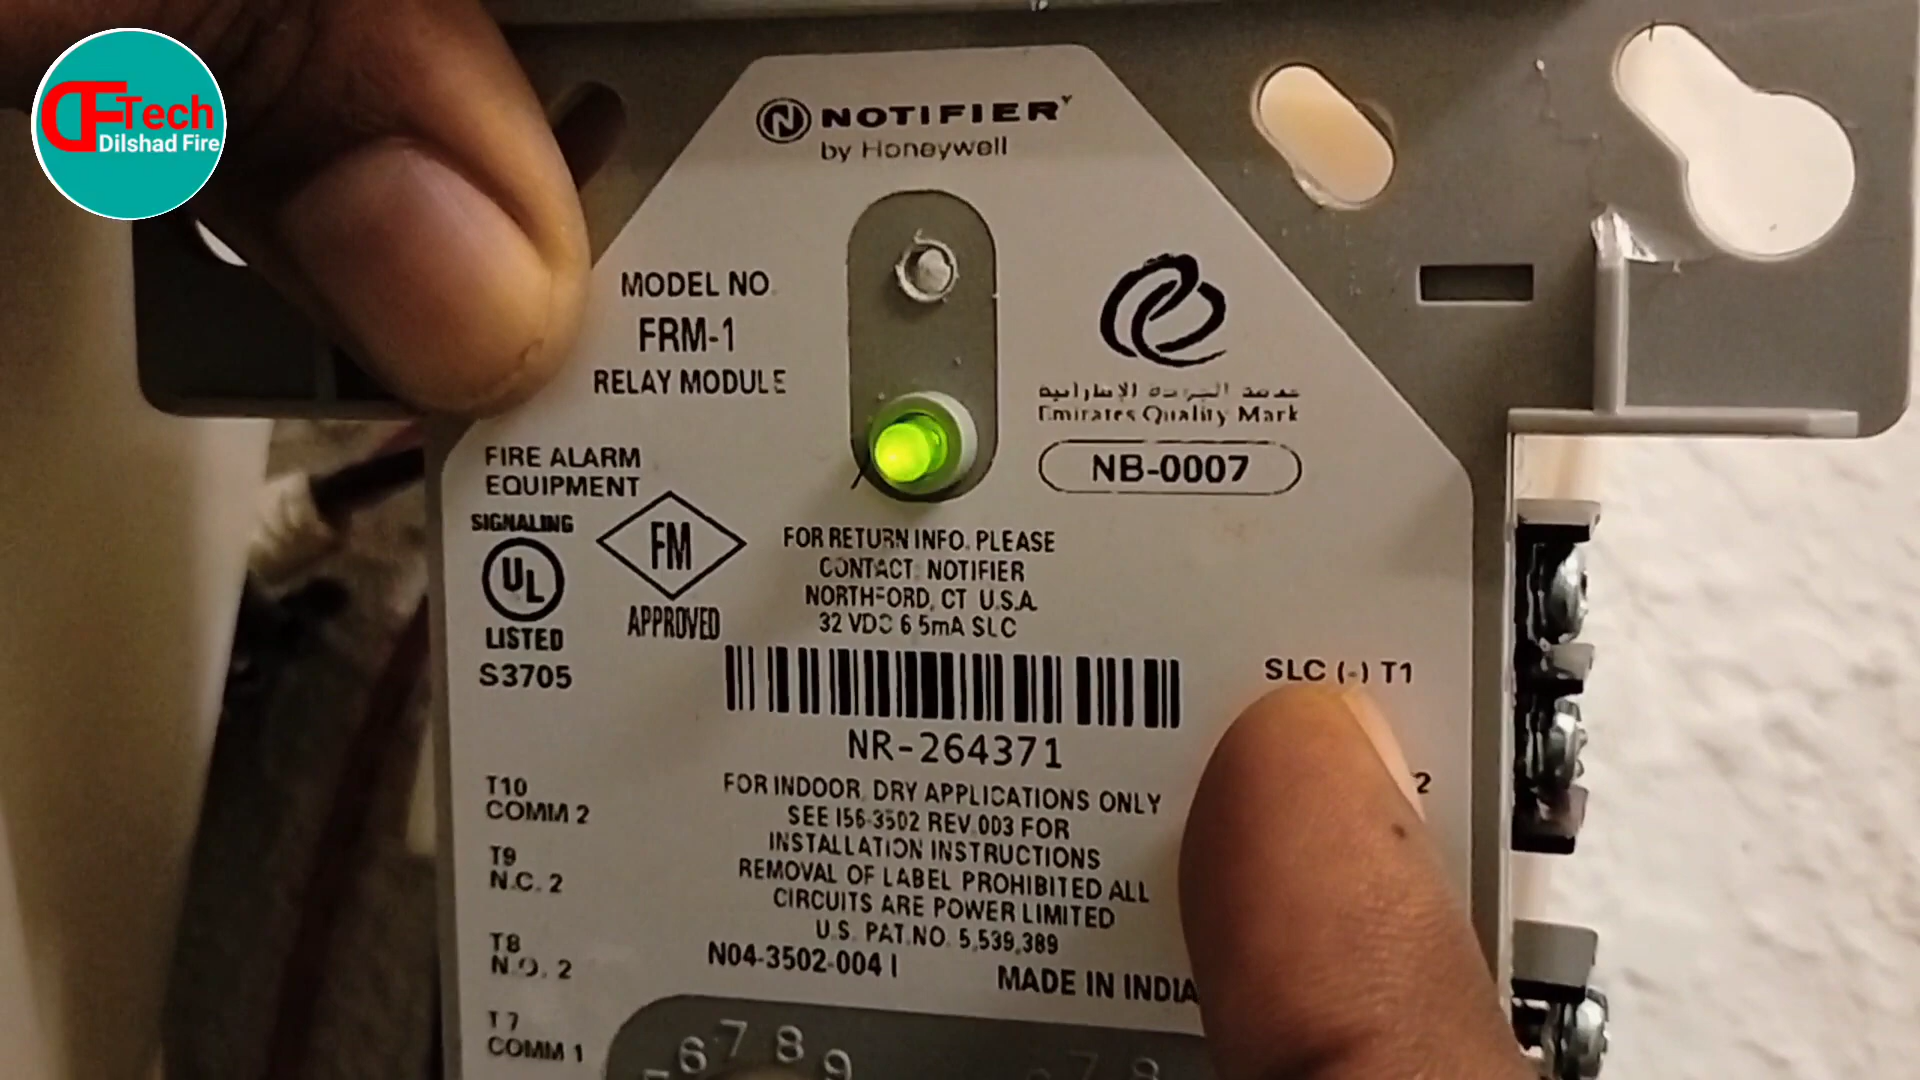 DF Tech
Dilshad Fire
NOTIFIER
by Honeywell
MODEL NO.
FRM-1
RELAY MODULE
Emirates Quality Mark
NB-0007
FIRE ALARM
EQUIPMENT
SIGNALING
UL
LISTED
S3705
FM
APPROVED
FOR RETURN INFO. PLEASE
CONTACT: NOTIFIER
NORTHFORD, CT U.S.A.
32 VDC 6.5mA SLC
NR-264371
SLC (-) T1
2
FOR INDOOR, DRY APPLICATIONS ONLY
SEE I56-3502 REV.003 FOR
INSTALLATION INSTRUCTIONS
REMOVAL OF LABEL PROHIBITED ALL
CIRCUITS ARE POWER LIMITED
U.S. PAT.NO. 5,539,389
N04-3502-004 I
MADE IN INDIA
T10
COMM 2
T9
N.C. 2
T8
N.O. 2
T7
COMM 1
6 7 8 9
7 8